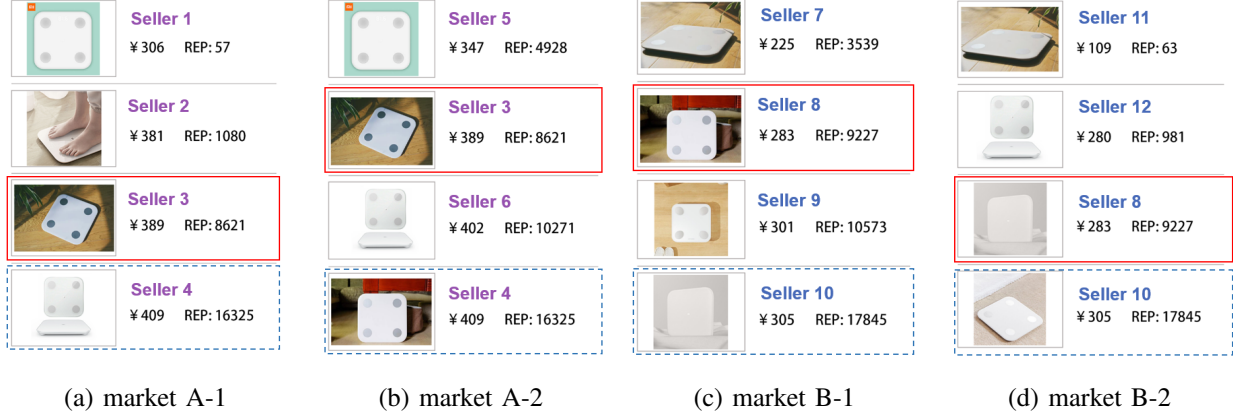 Seller 1
¥ 306 REP: 57
Seller 2
¥ 381 REP: 1080
Seller 3
¥ 389 REP: 8621
Seller 4
¥ 409 REP: 16325
(a) market A-1
Seller 5
¥ 347 REP: 4928
Seller 3
¥ 389 REP: 8621
Seller 6
¥ 402 REP: 10271
Seller 4
¥ 409 REP: 16325
(b) market A-2
Seller 7
¥ 225 REP: 3539
Seller 8
¥ 283 REP: 9227
Seller 9
¥ 301 REP: 10573
Seller 10
¥ 305 REP: 17845
(c) market B-1
Seller 11
¥ 109 REP: 63
Seller 12
¥ 280 REP: 981
Seller 8
¥ 283 REP: 9227
Seller 10
¥ 305 REP: 17845
(d) market B-2